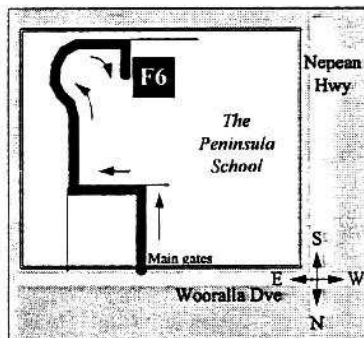 F6
Nepean
Hwy
The
Peninsula
School
Main gates
S
E
W
Wooralla Dve
N